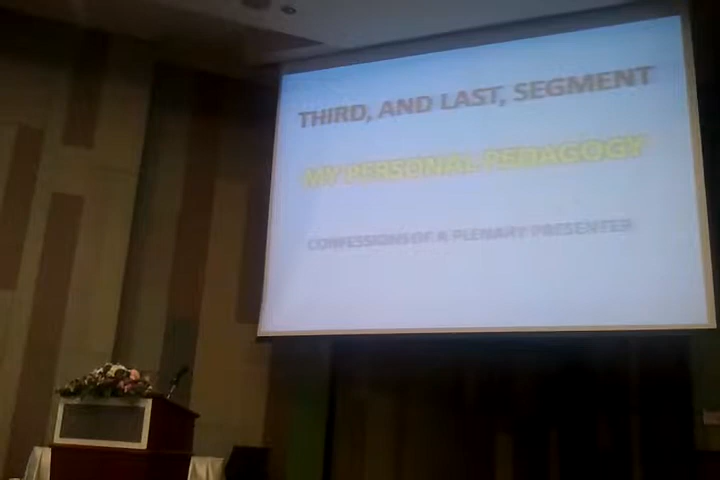 THIRD, AND LAST, SEGMENT
MY PERSONAL PEDAGOGY
CONFESSIONS OF A PLENARY PRESENTER